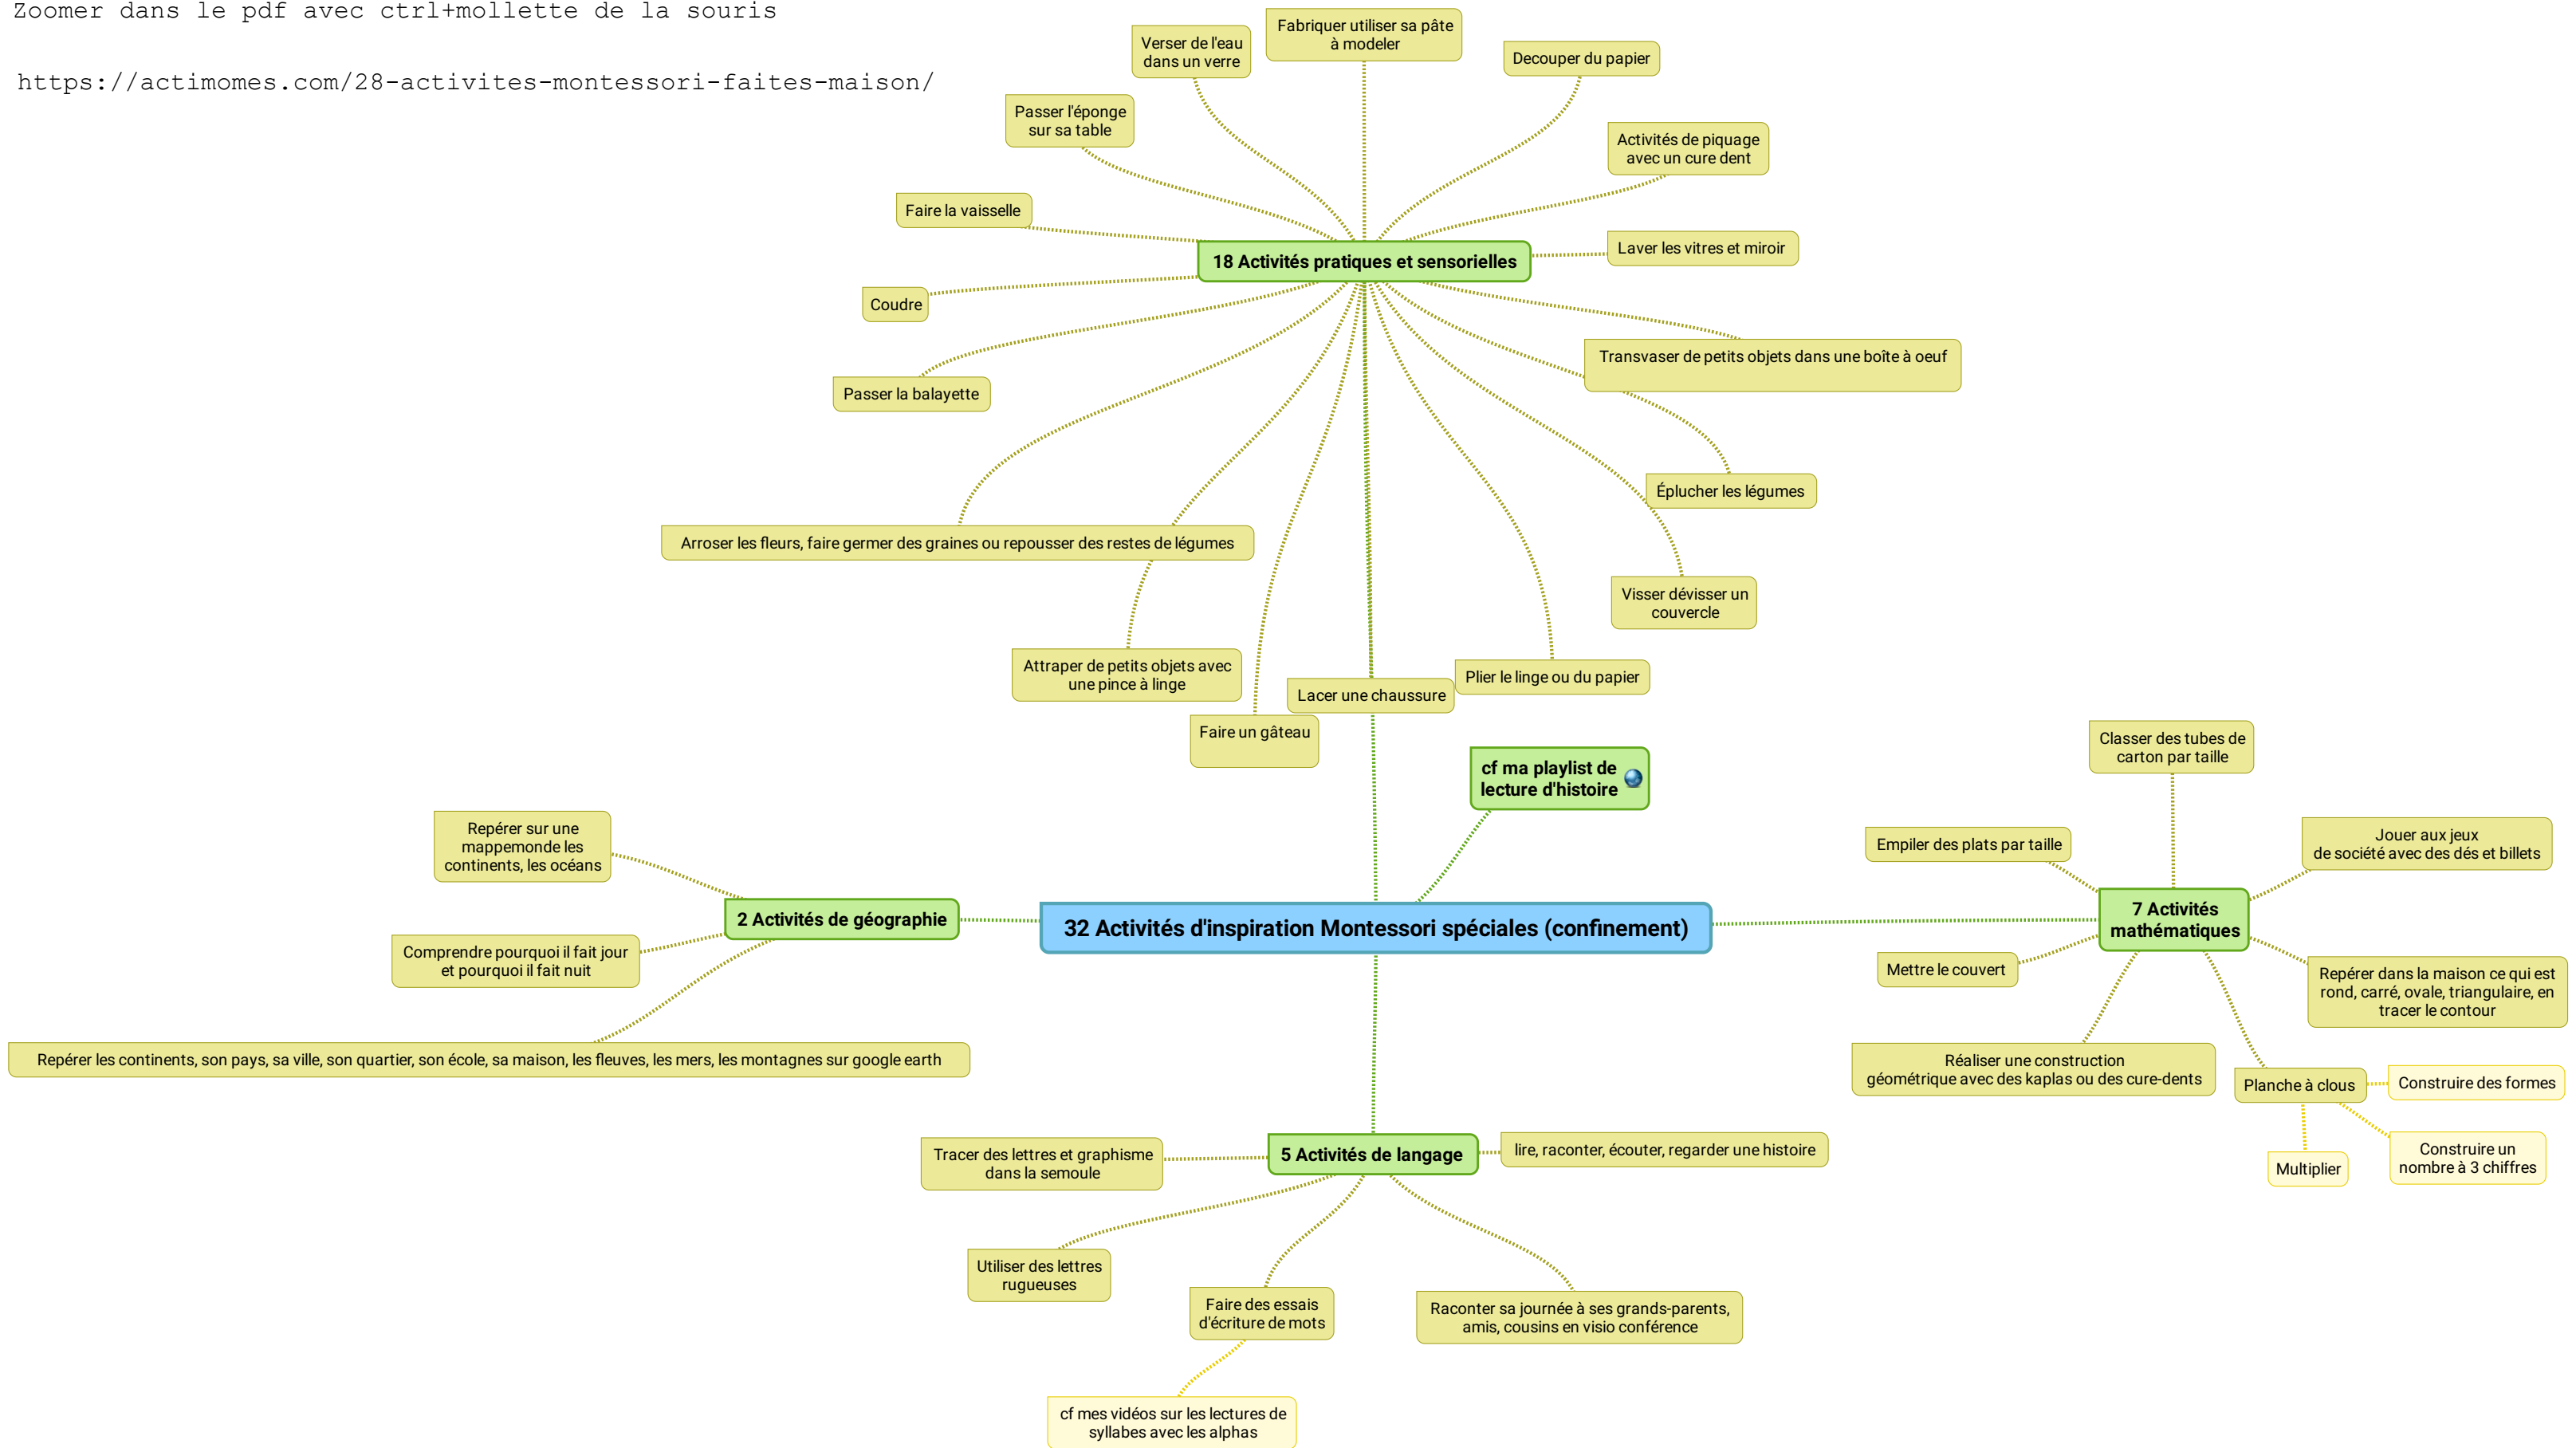 Zoomer dans le pdf avec ctrl+mollette de la souris
https://actimomes.com/28-activites-montessori-faites-maison/
Fabriquer utiliser sa pâte
à modeler
Verser de l'eau
dans un verre
Decouper du papier
Passer l'éponge
sur sa table
Activités de piquage
avec un cure dent
Faire la vaisselle
Laver les vitres et miroir
18 Activités pratiques et sensorielles
Coudre
Transvaser de petits objets dans une boîte à oeuf
Passer la balayette
Éplucher les légumes
Arroser les fleurs, faire germer des graines ou repousser des restes de légumes
Visser dévisser un
couvercle
Attraper de petits objets avec
une pince à linge
Plier le linge ou du papier
Lacer une chaussure
Faire un gâteau
cf ma playlist de
lecture d'histoire
Classer des tubes de
carton par taille
Repérer sur une
mappemonde les
continents, les océans
Empiler des plats par taille
Jouer aux jeux
de société avec des dés et billets
2 Activités de géographie
32 Activités d'inspiration Montessori spéciales (confinement)
7 Activités
mathématiques
Comprendre pourquoi il fait jour
et pourquoi il fait nuit
Mettre le couvert
Repérer dans la maison ce qui est
rond, carré, ovale, triangulaire, en
tracer le contour
Repérer les continents, son pays, sa ville, son quartier, son école, sa maison, les fleuves, les mers, les montagnes sur google earth
Réaliser une construction
géométrique avec des kaplas ou des cure-dents
Planche à clous
Construire des formes
Construire un
nombre à 3 chiffres
Multiplier
Tracer des lettres et graphisme
dans la semoule
5 Activités de langage
lire, raconter, écouter, regarder une histoire
Utiliser des lettres
rugueuses
Faire des essais
d'écriture de mots
Raconter sa journée à ses grands-parents,
amis, cousins en visio conférence
cf mes vidéos sur les lectures de
syllabes avec les alphas